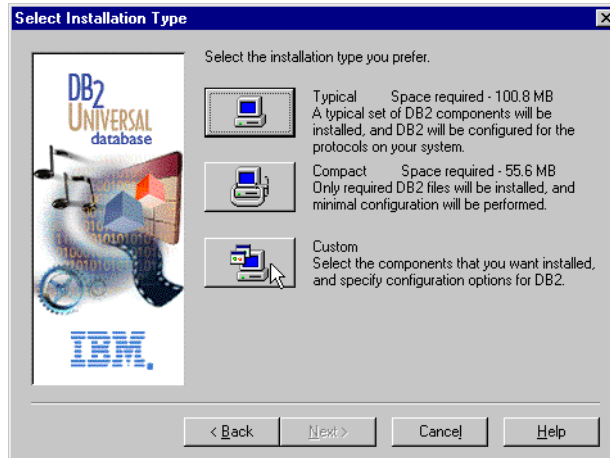 Select Installation Type
Select the installation type you prefer.
DB2
UNIVERSAL
database
IBM.
Typical Space required - 100.8 MB
A typical set of DB2 components will be
installed, and DB2 will be configured for the
protocols on your system.
Compact Space required - 55.6 MB
Only required DB2 files will be installed, and
minimal configuration will be performed.
Custom
Select the components that you want installed,
and specify configuration options for DB2.
< Back
Next >
Cancel
Help